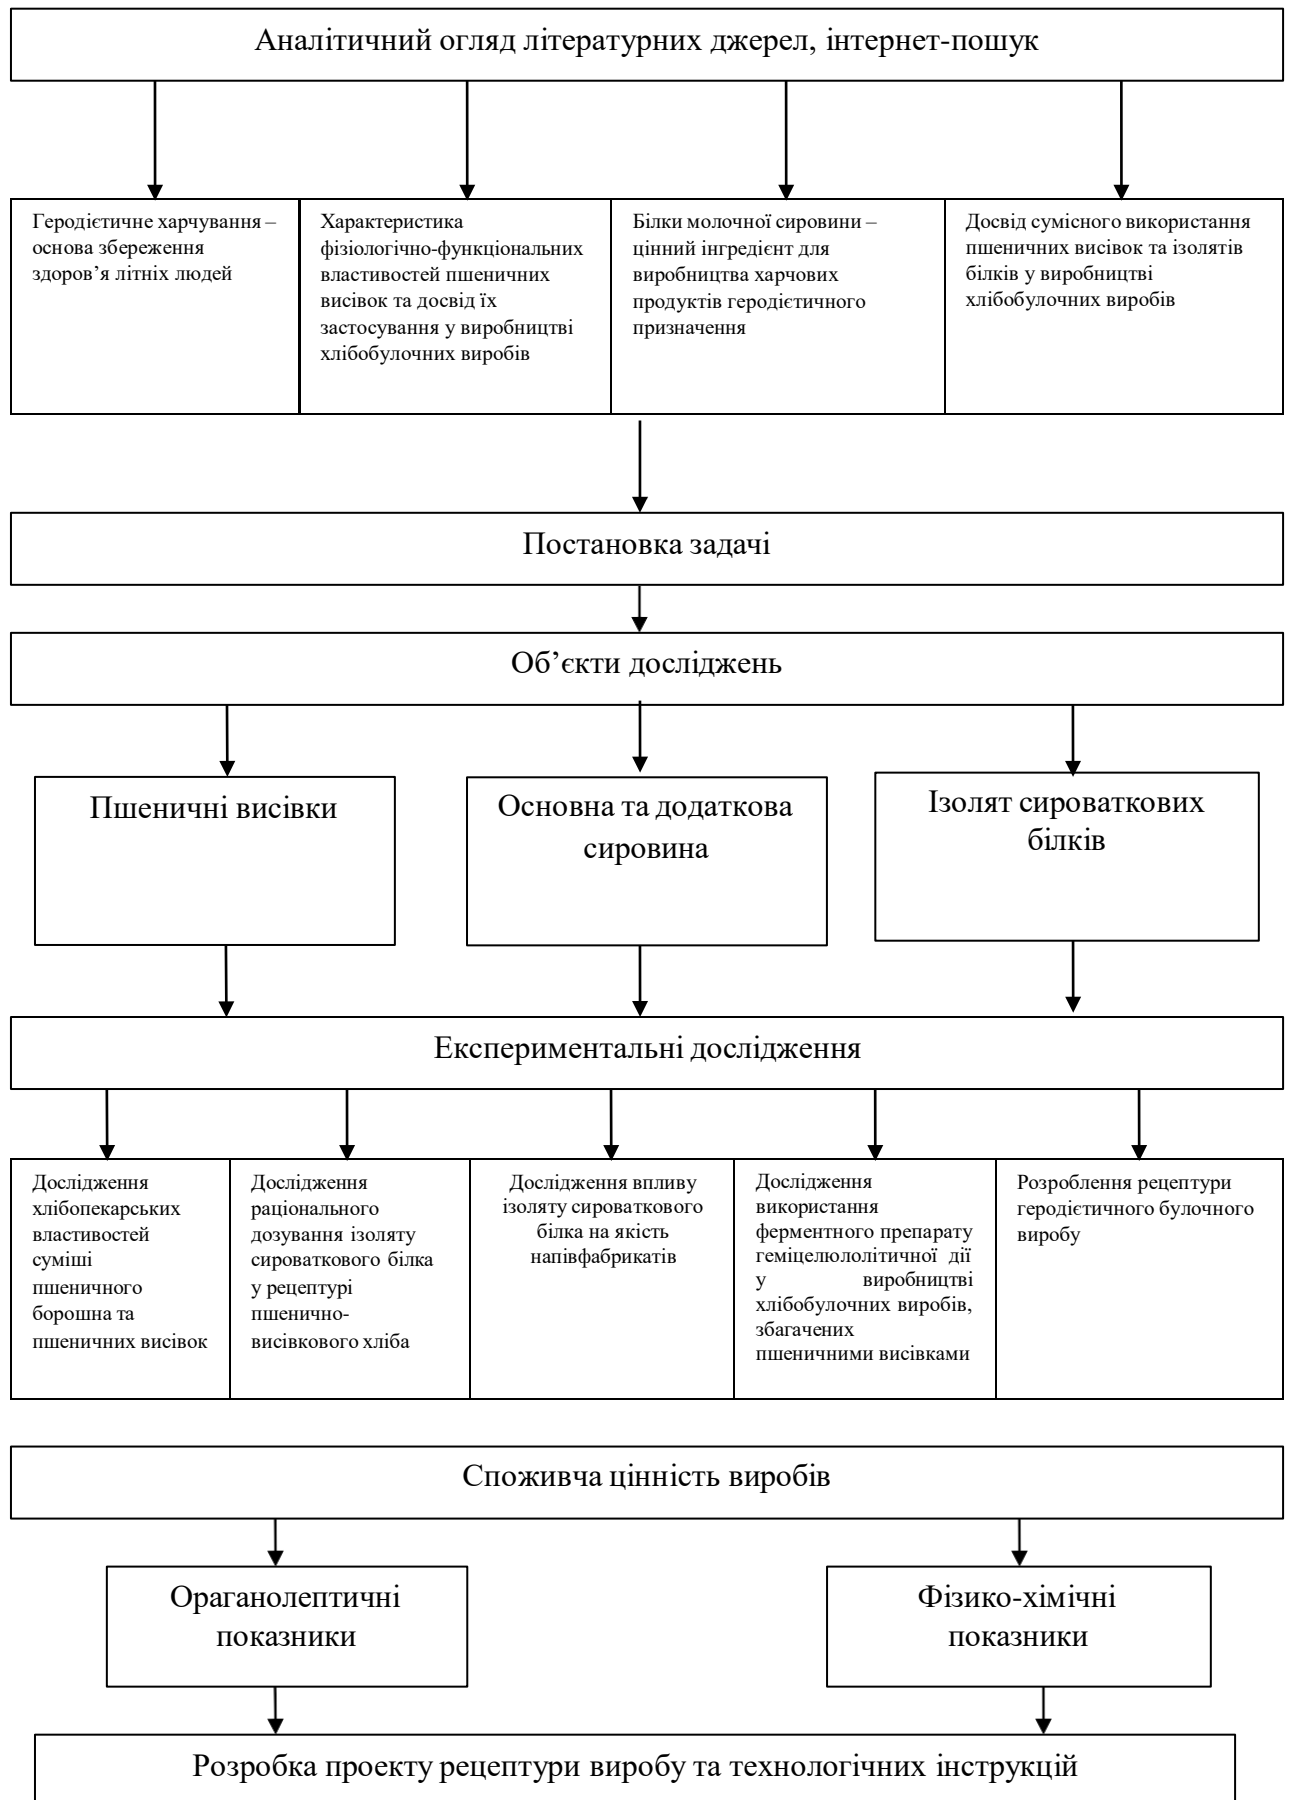 Аналітичний огляд літературних джерел, інтернет-пошук
Геродієтичне харчування –
основа збереження
здоров’я літніх людей
Характеристика
фізіологічно-функціональних
властивостей пшеничних
висівок та досвід їх
застосування у виробництві
хлібобулочних виробів
Білки молочної сировини –
цінний інгредієнт для
виробництва харчових
продуктів геродієтичного
призначення
Досвід сумісного використання
пшеничних висівок та ізолятів
білків у виробництві
хлібобулочних виробів
Постановка задачі
Об’єкти досліджень
Пшеничні висівки
Основна та додаткова
сировина
Ізолят сироваткових
білків
Експериментальні дослідження
Дослідження
хлібопекарських
властивостей
суміші
пшеничного
борошна та
пшеничних висівок
Дослідження
раціонального
дозування ізоляту
сироваткового білка
у рецептурі
пшенично-
висівкового хліба
Дослідження впливу
ізоляту сироваткового
білка на якість
напівфабрикатів
Дослідження
використання
ферментного препарату
геміцелюлолітичної дії
у виробництві
хлібобулочних виробів,
збагачених
пшеничними висівками
Розроблення рецептури
геродієтичного булочного
виробу
Споживча цінність виробів
Ораганолептичні
показники
Фізико-хімічні
показники
Розробка проекту рецептури виробу та технологічних інструкцій